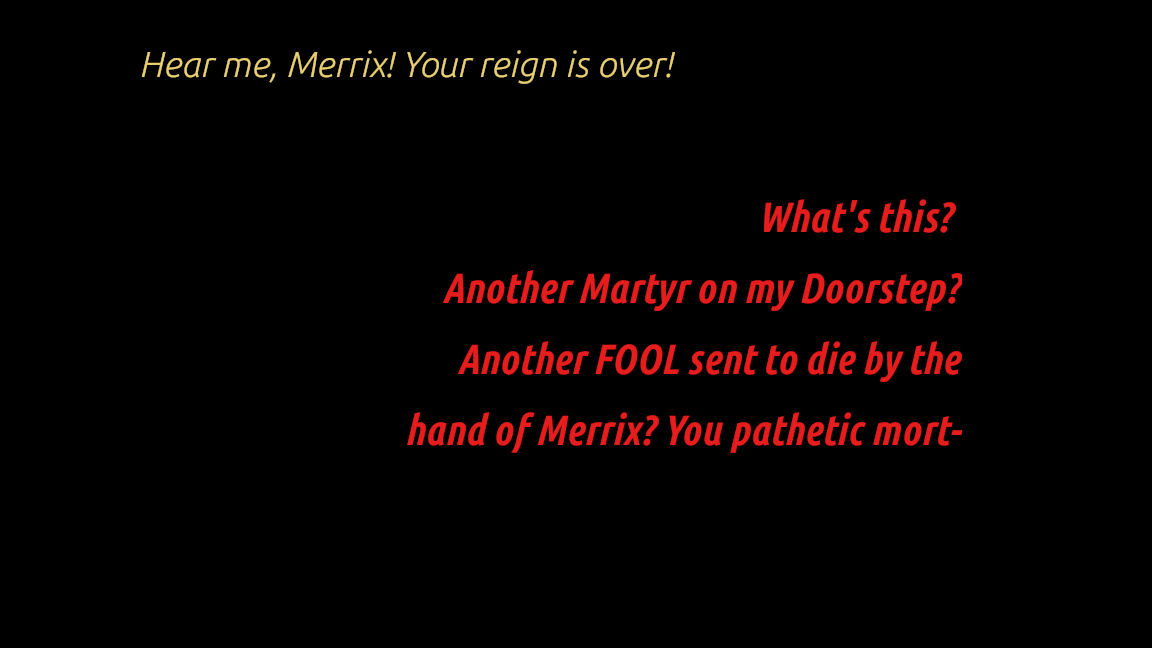 Hear me, Merrix! Your reign is over!
What's this?
Another Martyr on my Doorstep?
Another FOOL sent to die by the
hand of Merrix? You pathetic mort-